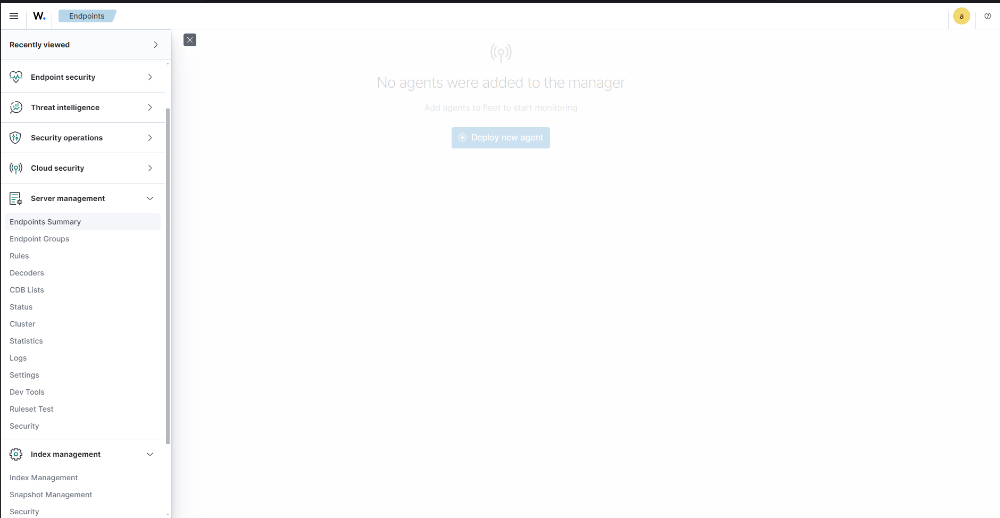 W.
Endpoints
a
Recently viewed
Endpoint security
Threat intelligence
Security operations
Cloud security
Server management
Endpoints Summary
Endpoint Groups
Rules
Decoders
CDB Lists
Status
Cluster
Statistics
Logs
Settings
Dev Tools
Ruleset Test
Security
Index management
Index Management
Snapshot Management
Security
No agents were added to the manager
Add agents to fleet to start monitoring
Deploy new agent